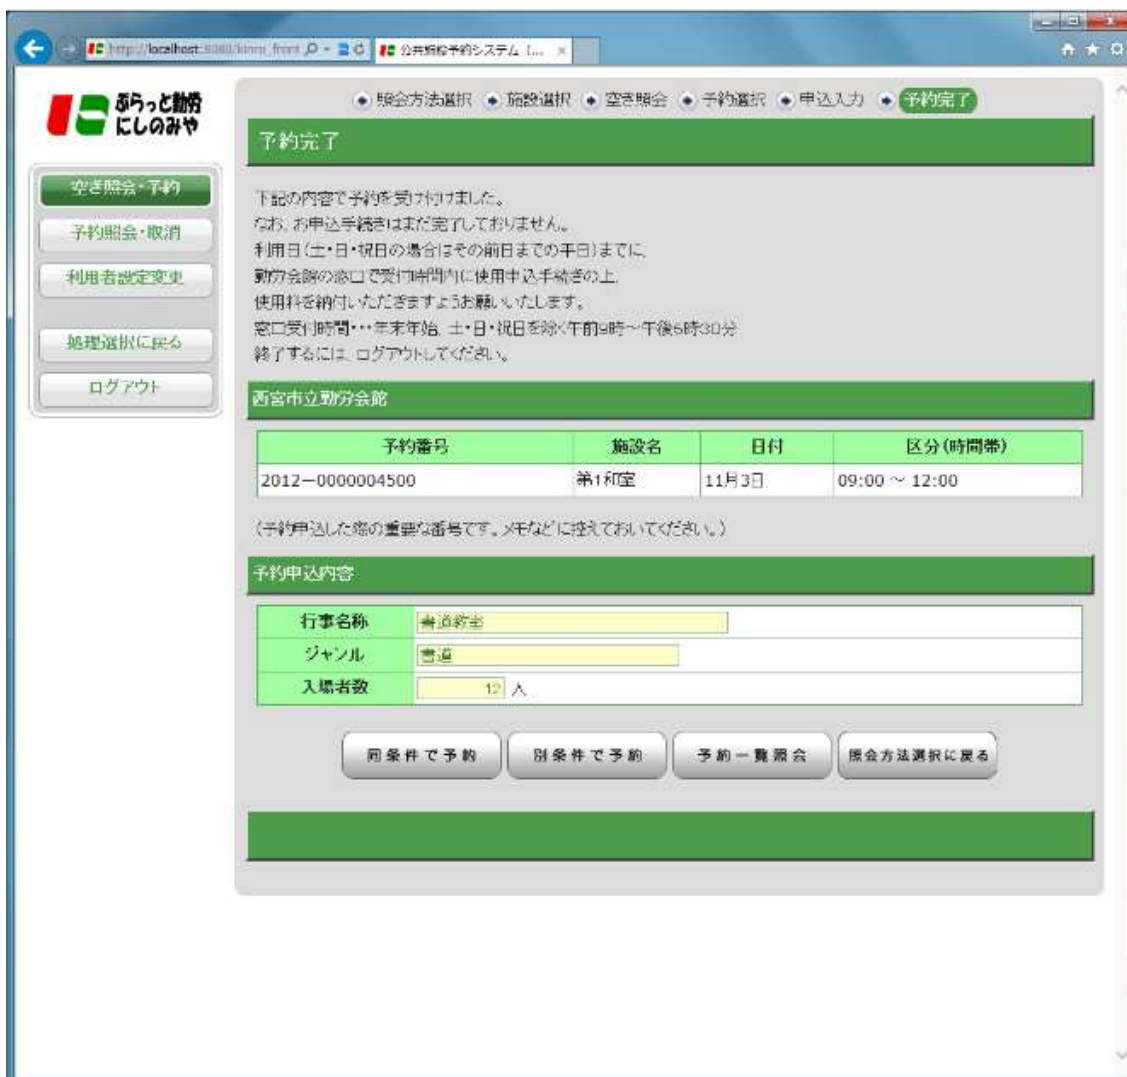 http://localhost:8080/kinro_front
公共施設予約システム [...
ぷらっと勤労
にしのみや
空き照会・予約
予約照会・取消
利用者設定変更
処理選択に戻る
ログアウト
照会方法選択 施設選択 空き照会 予約選択 申込入力 予約完了
予約完了
下記の内容で予約を受け付けました。
なお、お申込手続きはまだ完了しておりません。
利用日(土・日・祝日の場合はその前日までの平日)までに、
勤労会館の窓口で受付時間内に使用申込手続きの上、
使用料を納付いただきますようお願いいたします。
窓口受付時間・・・年末年始、土・日・祝日を除く午前9時～午後5時30分
終了するには、ログアウトしてください。
西宮市立勤労会館
予約番号 施設名 日付 区分(時間帯)
2012－0000004500 第1和室 11月3日 09:00 ～ 12:00
(予約申込した際の重要な番号です。メモなどに控えておいてください。)
予約申込内容
行事名称 書道教室
ジャンル 書道
入場者数 12 人
同条件で予約 別条件で予約 予約一覧照会 照会方法選択に戻る